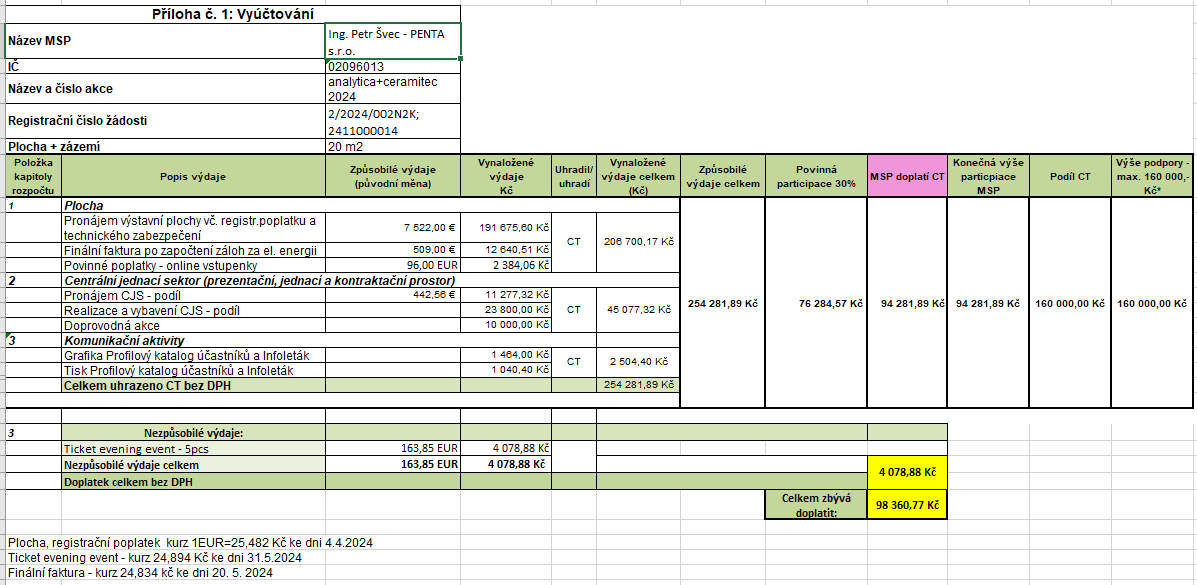 Příloha č. 1: Vyúčtování
Název MSP
Ing. Petr Švec - PENTA
s.r.o.
IČ
02096013
Název a číslo akce
analytica+ceramitec
2024
Registrační číslo žádosti
2/2024/002N2K;
2411000014
Plocha + zázemí
20 m2
Položka
kapitoly
rozpočtu
Popis výdaje
Způsobilé výdaje
(původní měna)
Vynaložené
výdaje
Kč
Uhradil/
uhradí
Vynaložené
výdaje celkem
(Kč)
Způsobilé
výdaje celkem
Povinná
participace 30%
MSP doplatí CT
Konečná výše
particpiace
MSP
Podíl CT
Výše podpory -
max. 160 000,-
Kč*
1 Plocha
Pronájem výstavní plochy vč. registr.poplatku a
technického zabezpečení
7 522,00 € 191 675,60 Kč
Finální faktura po započtení záloh za el. energii 509,00 € 12 640,51 Kč
Povinné poplatky - online vstupenky 96,00 EUR 2 384,06 Kč
CT 206 700,17 Kč
2 Centrální jednací sektor (prezentační, jednací a kontraktační prostor)
Pronájem CJS - podíl 442,56 € 11 277,32 Kč
Realizace a vybavení CJS - podíl 23 800,00 Kč
Doprovodná akce 10 000,00 Kč
CT 45 077,32 Kč
3 Komunikační aktivity
Grafika Profilový katalog účastníků a Infoleták 1 464,00 Kč
Tisk Profilový katalog účastníků a Infoleták 1 040,40 Kč
CT 2 504,40 Kč
Celkem uhrazeno CT bez DPH 254 281,89 Kč
254 281,89 Kč 76 284,57 Kč 94 281,89 Kč 94 281,89 Kč 160 000,00 Kč 160 000,00 Kč
3 Nezpůsobilé výdaje:
Ticket evening event - 5pcs 163,85 EUR 4 078,88 Kč
Nezpůsobilé výdaje celkem 163,85 EUR 4 078,88 Kč
4 078,88 Kč
Doplatek celkem bez DPH
Celkem zbývá
doplatit:
98 360,77 Kč
Plocha, registrační poplatek kurz 1EUR=25,482 Kč ke dni 4.4.2024
Ticket evening event - kurz 24,894 Kč ke dni 31.5.2024
Finální faktura - kurz 24,834 kč ke dni 20. 5. 2024